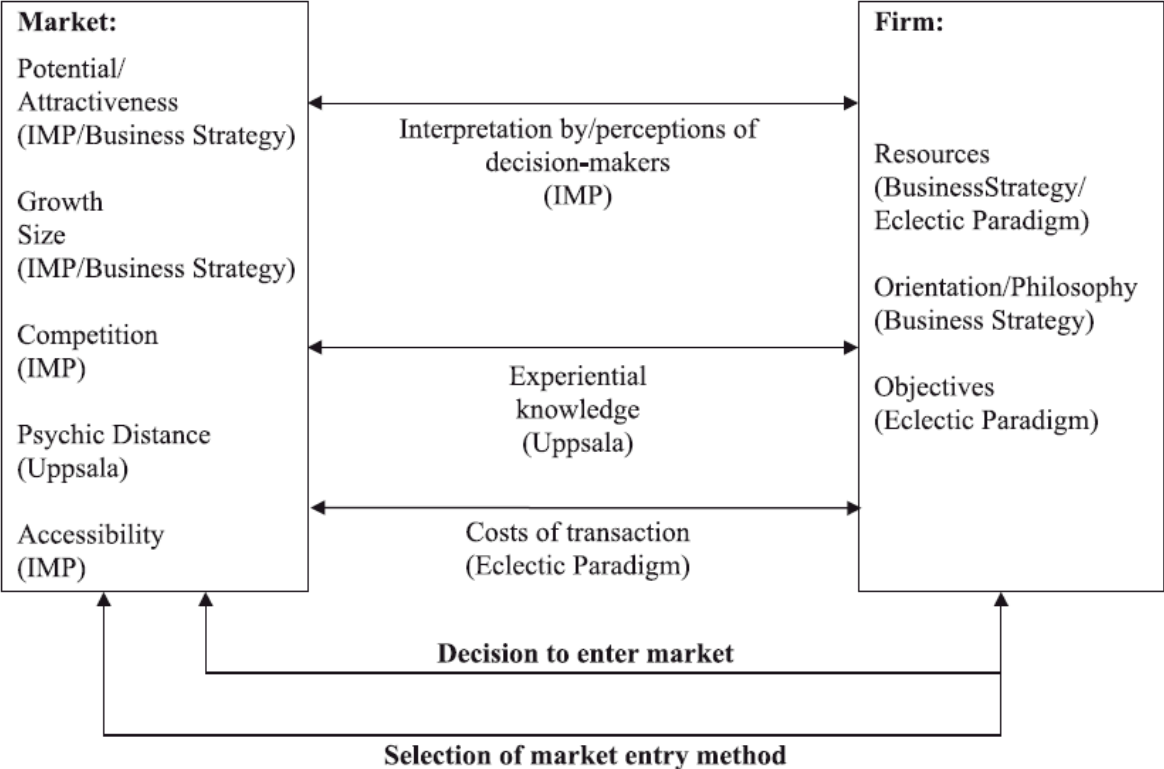 Market:
Potential/
Attractiveness
(IMP/Business Strategy)
Growth
Size
(IMP/Business Strategy)
Competition
(IMP)
Psychic Distance
(Uppsala)
Accessibility
(IMP)
Interpretation by/perceptions of
decision-makers
(IMP)
Experiential
knowledge
(Uppsala)
Costs of transaction
(Eclectic Paradigm)
Firm:
Resources
(BusinessStrategy/
Eclectic Paradigm)
Orientation/Philosophy
(Business Strategy)
Objectives
(Eclectic Paradigm)
Decision to enter market
Selection of market entry method